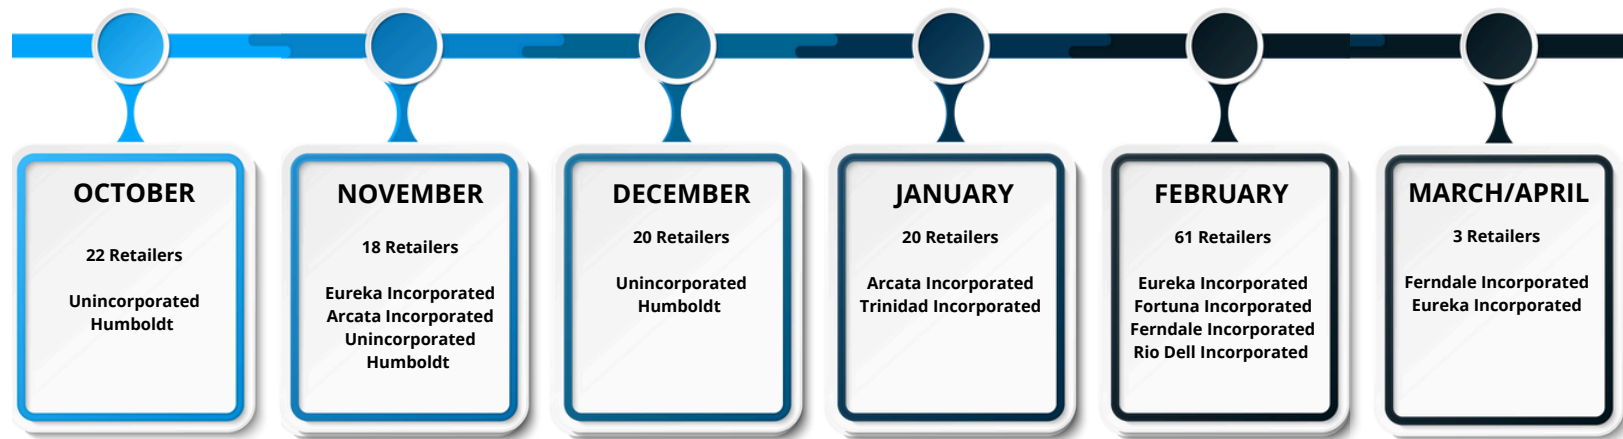 OCTOBER
22 Retailers
Unincorporated
Humboldt
NOVEMBER
18 Retailers
Eureka Incorporated
Arcata Incorporated
Unincorporated
Humboldt
DECEMBER
20 Retailers
Unincorporated
Humboldt
JANUARY
20 Retailers
Arcata Incorporated
Trinidad Incorporated
FEBRUARY
61 Retailers
Eureka Incorporated
Fortuna Incorporated
Ferndale Incorporated
Rio Dell Incorporated
MARCH/APRIL
3 Retailers
Ferndale Incorporated
Eureka Incorporated